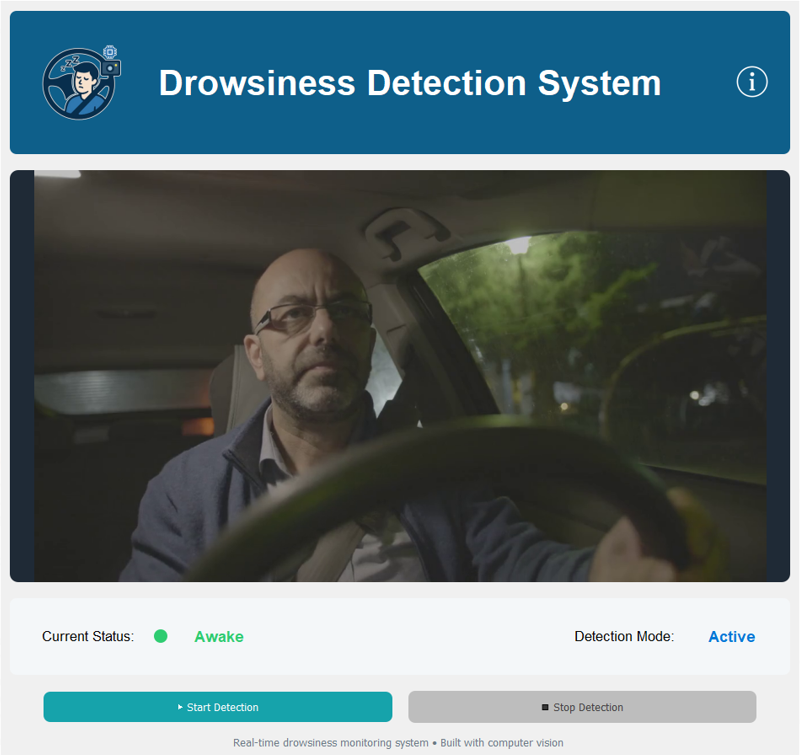 zzz
Drowsiness Detection System
i
Current Status: Awake Detection Mode: Active
Start Detection Stop Detection
Real-time drowsiness monitoring system • Built with computer vision